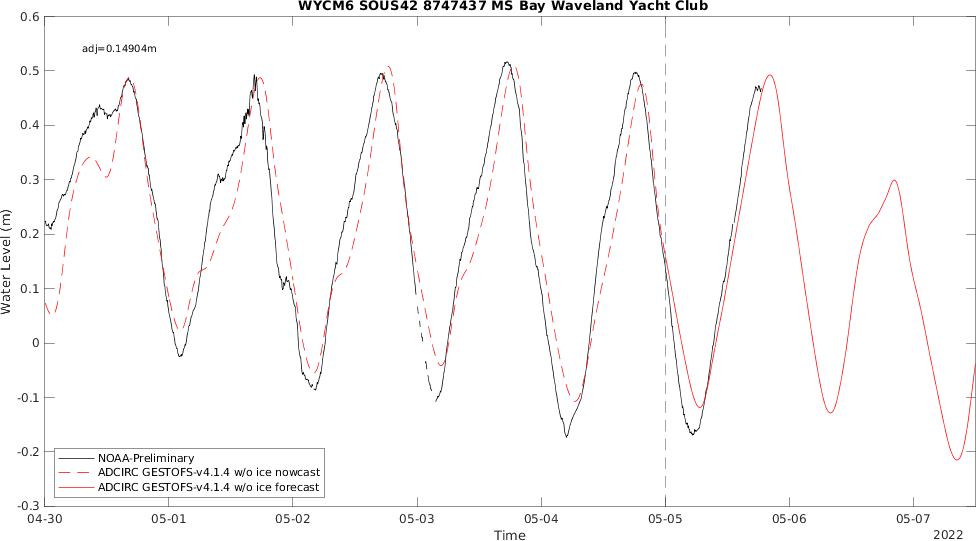 WYCM6 SOUS42 8747437 MS Bay Waveland Yacht Club
adj=0.14904m
0.6
0.5
0.4
0.3
0.2
0.1
0
-0.1
-0.2
-0.3
Water Level (m)
NOAA-Preliminary
ADCIRC GESTOFS-v4.1.4 w/o ice nowcast
ADCIRC GESTOFS-v4.1.4 w/o ice forecast
04-30 05-01 05-02 05-03 05-04 05-05 05-06 05-07
Time
2022